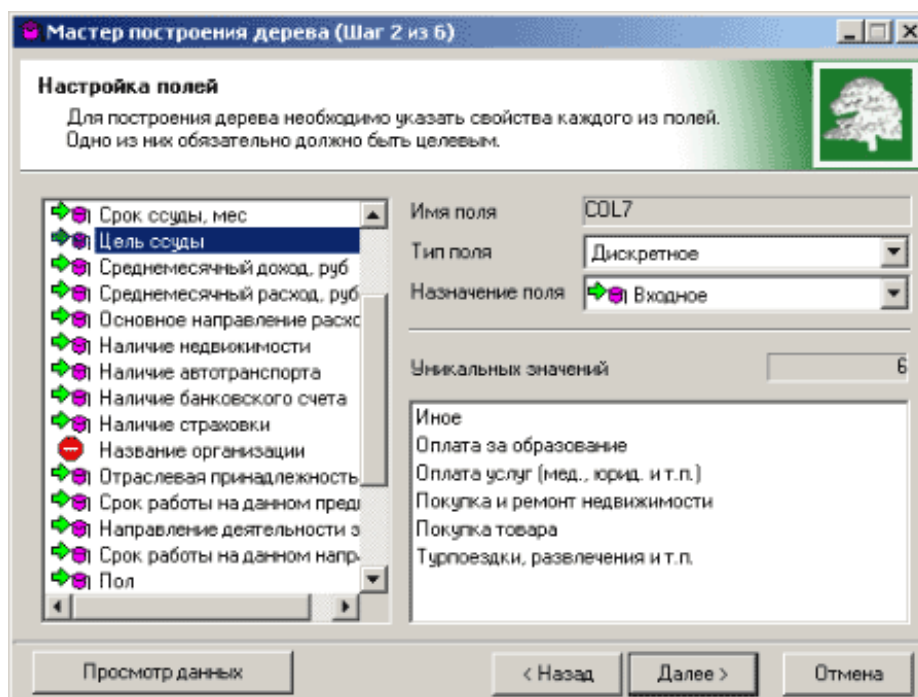 Мастер построения дерева (Шаг 2 из 6)
Настройка полей
Для построения дерева необходимо указать свойства каждого из полей.
Одно из них обязательно должно быть целевым.
Срок ссуды, мес
Цель ссуды
Среднемесячный доход, руб
Среднемесячный расход, руб
Основное направление расхо
Наличие недвижимости
Наличие автотранспорта
Наличие банковского счета
Наличие страховки
Название организации
Отраслевая принадлежность
Срок работы на данном пред
Направление деятельности з
Срок работы на данном напр
Пол
Имя поля COL7
Тип поля Дискретное
Назначение поля Входное
Уникальных значений 6
Иное
Оплата за образование
Оплата услуг (мед., юрид. и т.п.)
Покупка и ремонт недвижимости
Покупка товара
Турпоездки, развлечения и т.п.
Просмотр данных < Назад Далее > Отмена